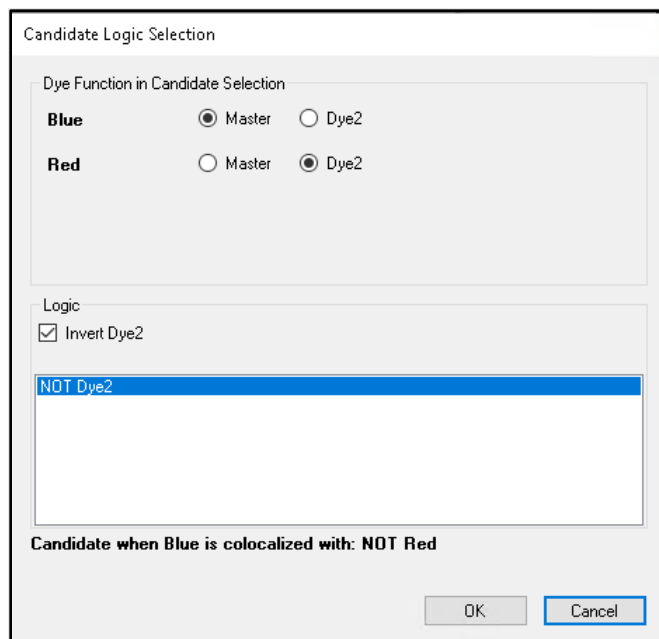 Candidate Logic Selection
Dye Function in Candidate Selection
Blue Master Dye2
Red Master Dye2
Logic
Invert Dye2
NOT Dye2
Candidate when Blue is colocalized with: NOT Red
OK Cancel